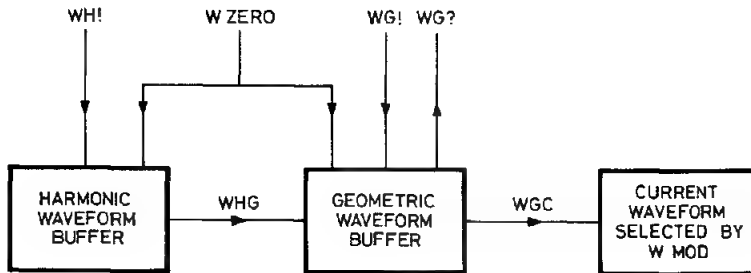 WH! W ZERO WG! WG?
HARMONIC
WAVEFORM
BUFFER
WHG
GEOMETRIC
WAVEFORM
BUFFER
WGC
CURRENT
WAVEFORM
SELECTED BY
W MOD